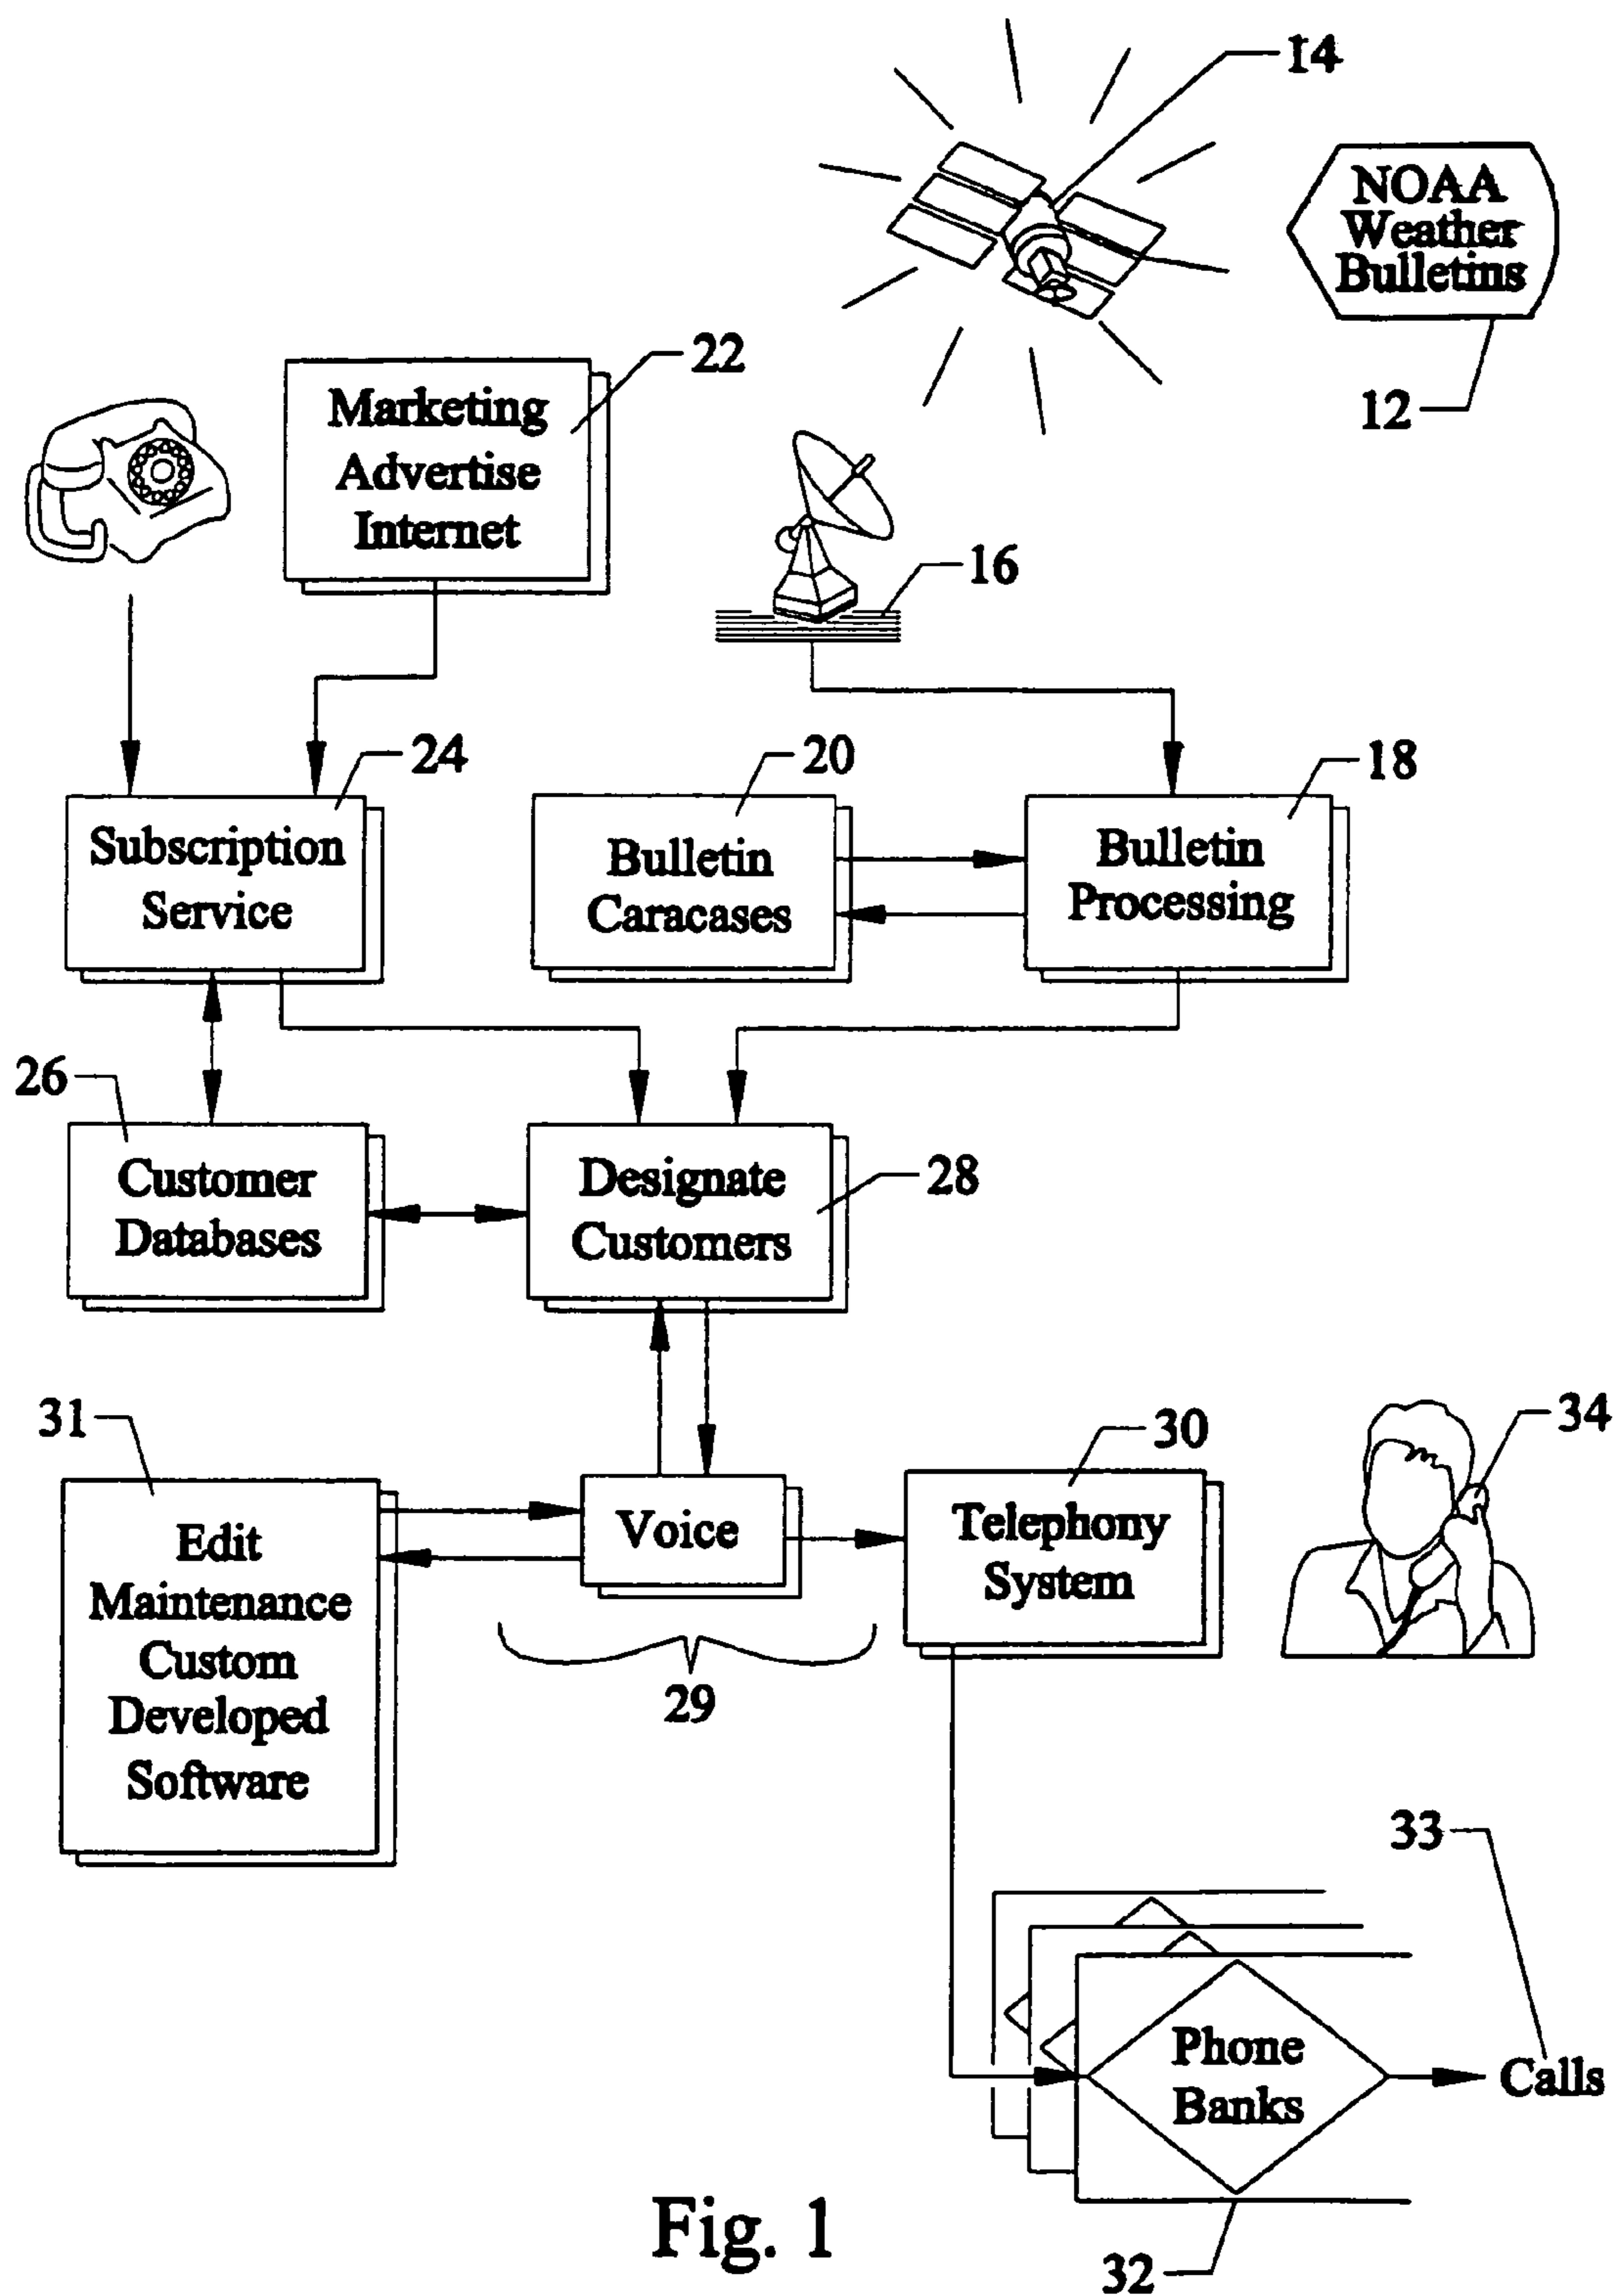 14
NOAA
Weather
Bulletins
12
22
Marketing
Advertise
Internet
16
24
Subscription
Service
20
Bulletin
Caracases
18
Bulletin
Processing
26
Customer
Databases
28
Designate
Customers
31
Edit
Maintenance
Custom
Developed
Software
Voice
29
30
Telephony
System
34
33
Phone
Banks
Calls
32
Fig. 1